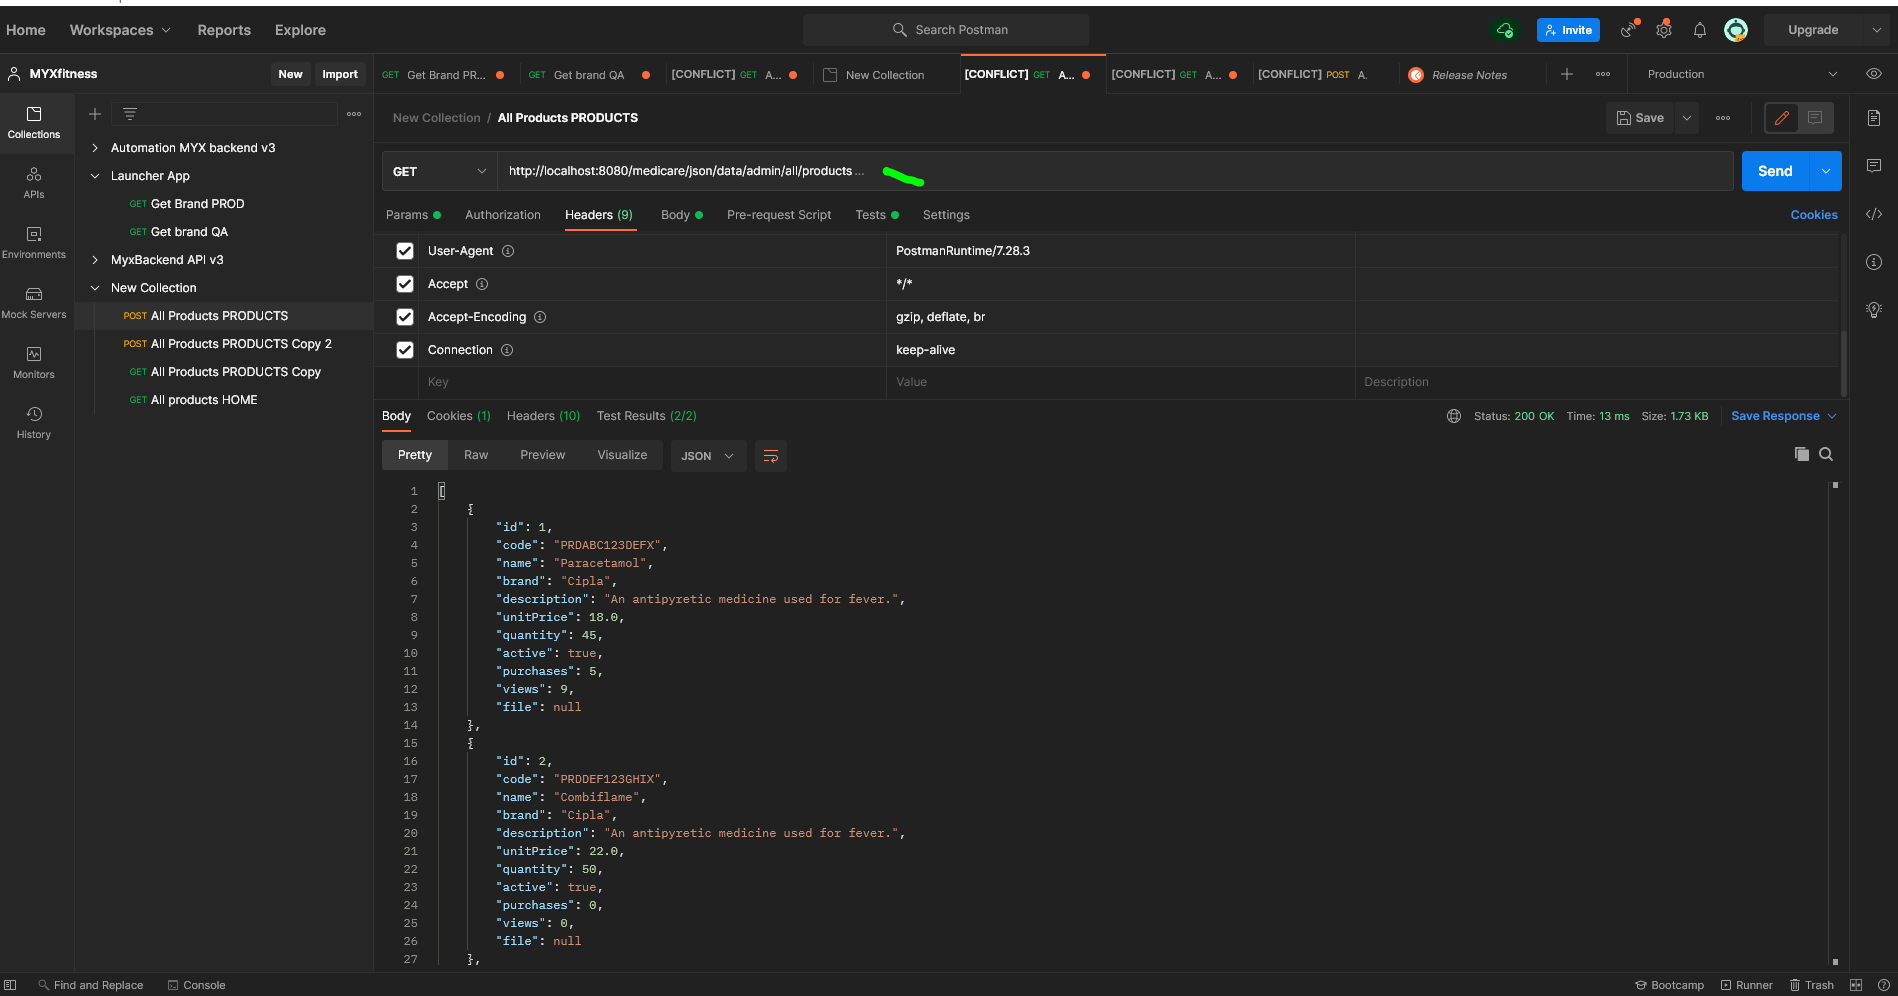 Home Workspaces Reports Explore Search Postman Invite Upgrade
MYXfitness New Import GET Get Brand PR... GET Get brand QA [CONFLICT] GET A... New Collection [CONFLICT] GET A... [CONFLICT] GET A... [CONFLICT] POST A. Release Notes Production
Collections
APIs
Environments
Mock Servers
Monitors
History
Automation MYX backend v3
Launcher App
GET Get Brand PROD
GET Get brand QA
MyxBackend API v3
New Collection
POST All Products PRODUCTS
POST All Products PRODUCTS Copy 2
GET All Products PRODUCTS Copy
GET All products HOME
New Collection / All Products PRODUCTS Save
GET http://localhost:8080/medicare/json/data/admin/all/products ... Send
Params Authorization Headers (9) Body Pre-request Script Tests Settings Cookies
User-Agent PostmanRuntime/7.28.3
Accept */*
Accept-Encoding gzip, deflate, br
Connection keep-alive
Key Value Description
Body Cookies (1) Headers (10) Test Results (2/2) Status: 200 OK Time: 13 ms Size: 1.73 KB Save Response
Pretty Raw Preview Visualize JSON
1 [
2 {
3 "id": 1,
4 "code": "PRDABC123DEFX",
5 "name": "Paracetamol",
6 "brand": "Cipla",
7 "description": "An antipyretic medicine used for fever.",
8 "unitPrice": 18.0,
9 "quantity": 45,
10 "active": true,
11 "purchases": 5,
12 "views": 9,
13 "file": null
14 },
15 {
16 "id": 2,
17 "code": "PRDDEF123GHIX",
18 "name": "Combiflame",
19 "brand": "Cipla",
20 "description": "An antipyretic medicine used for fever.",
21 "unitPrice": 22.0,
22 "quantity": 50,
23 "active": true,
24 "purchases": 0,
25 "views": 0,
26 "file": null
27 },
Find and Replace Console Bootcamp Runner Trash